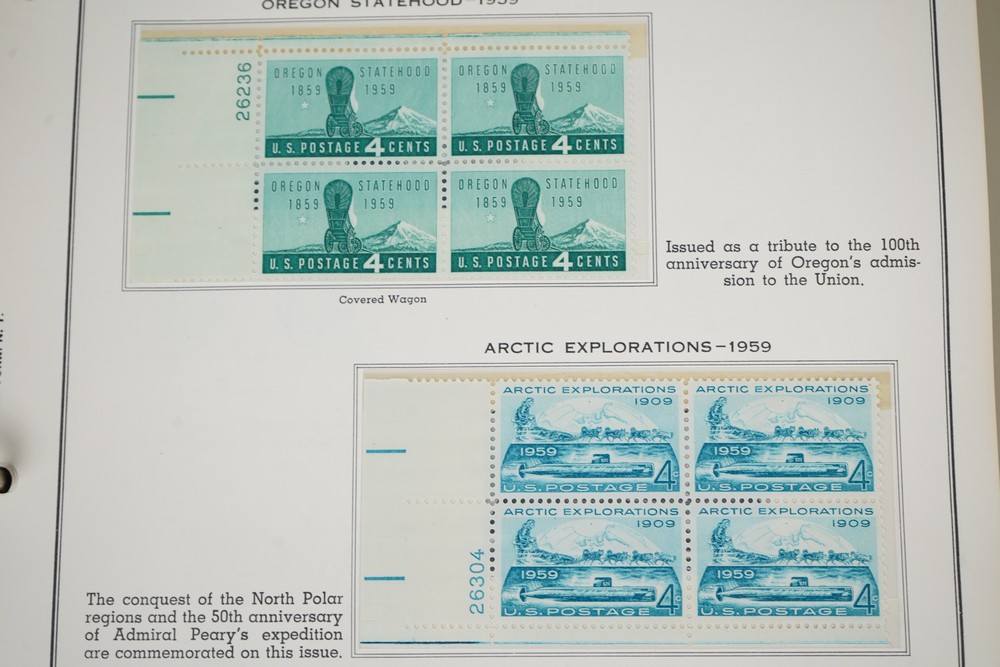 OREGON STATEHOOD-1959
26236
OREGON STATEHOOD
1859 1959
U.S. POSTAGE 4 CENTS
OREGON STATEHOOD
1859 1959
U.S. POSTAGE 4 CENTS
OREGON STATEHOOD
1859 1959
U.S. POSTAGE 4 CENTS
OREGON STATEHOOD
1859 1959
U.S. POSTAGE 4 CENTS
Covered Wagon
Issued as a tribute to the 100th
anniversary of Oregon's admis-
sion to the Union.
ARCTIC EXPLORATIONS-1959
ARCTIC EXPLORATIONS
1909
1959
4c
U.S. POSTAGE
ARCTIC EXPLORATIONS
1909
1959
4c
U.S. POSTAGE
26304
ARCTIC EXPLORATIONS
1909
1959
4c
U.S. POSTAGE
ARCTIC EXPLORATIONS
1909
1959
4c
U.S. POSTAGE
The conquest of the North Polar
regions and the 50th anniversary
of Admiral Peary's expedition
are commemorated on this issue.